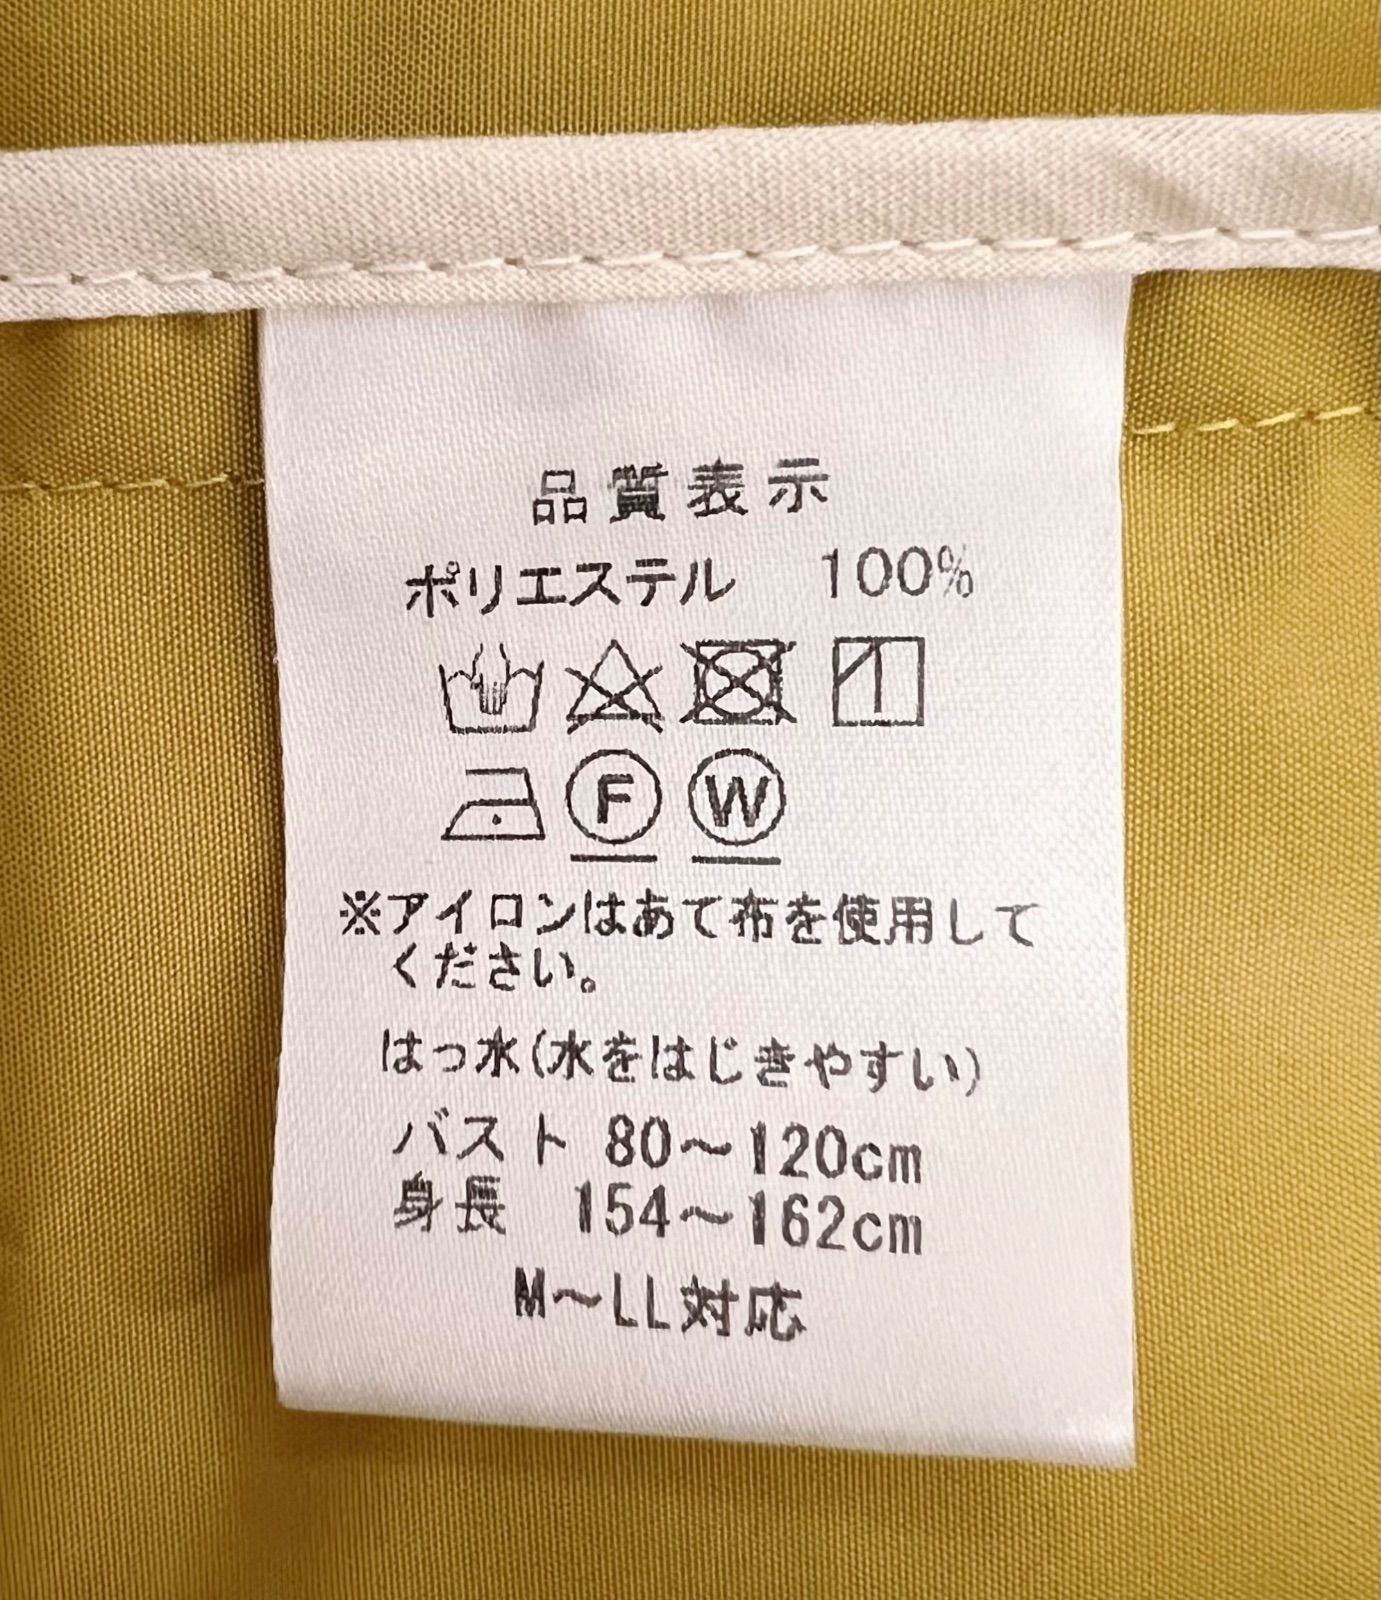 品質表示
ポリエステル 100%
F W
※アイロンはあて布を使用して
ください。
はっ水(水をはじきやすい)
バスト 80～120cm
身長 154～162cm
M～LL対応